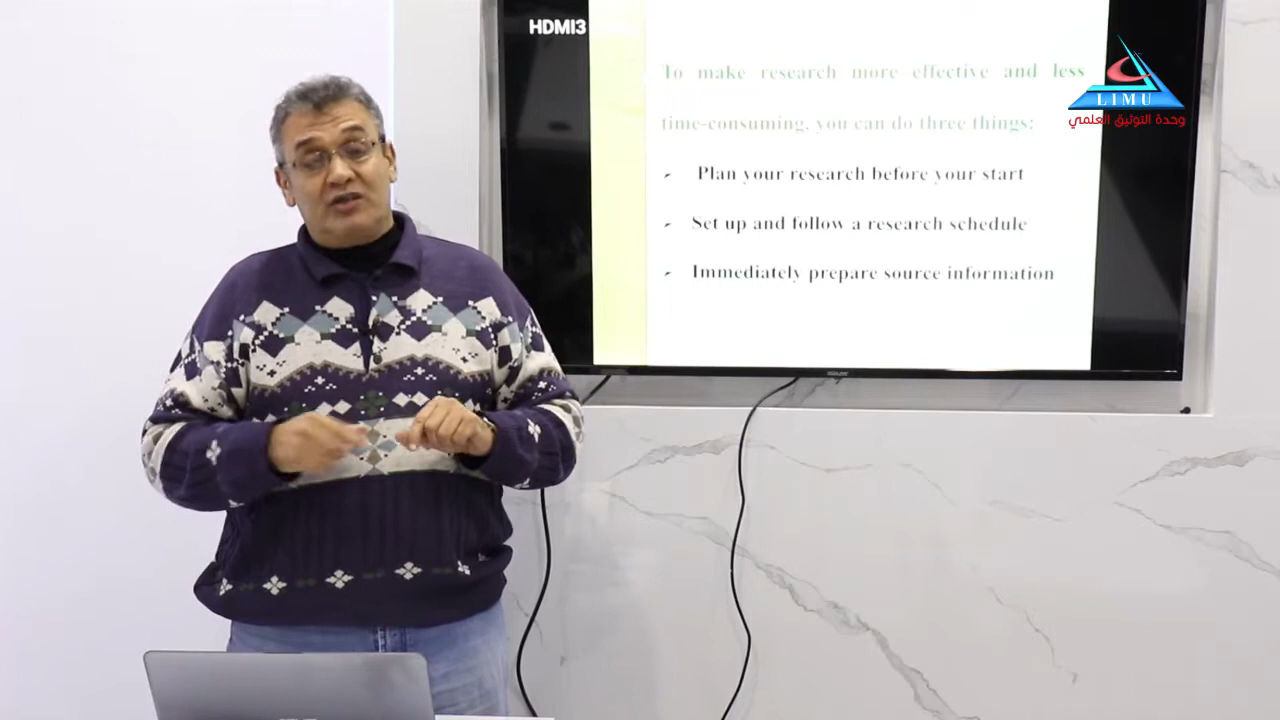 HDMI3
To make research more effective and less
time-consuming, you can do three things:
Plan your research before your start
Set up and follow a research schedule
Immediately prepare source information
LIMU
وحدة التوثيق العلمي